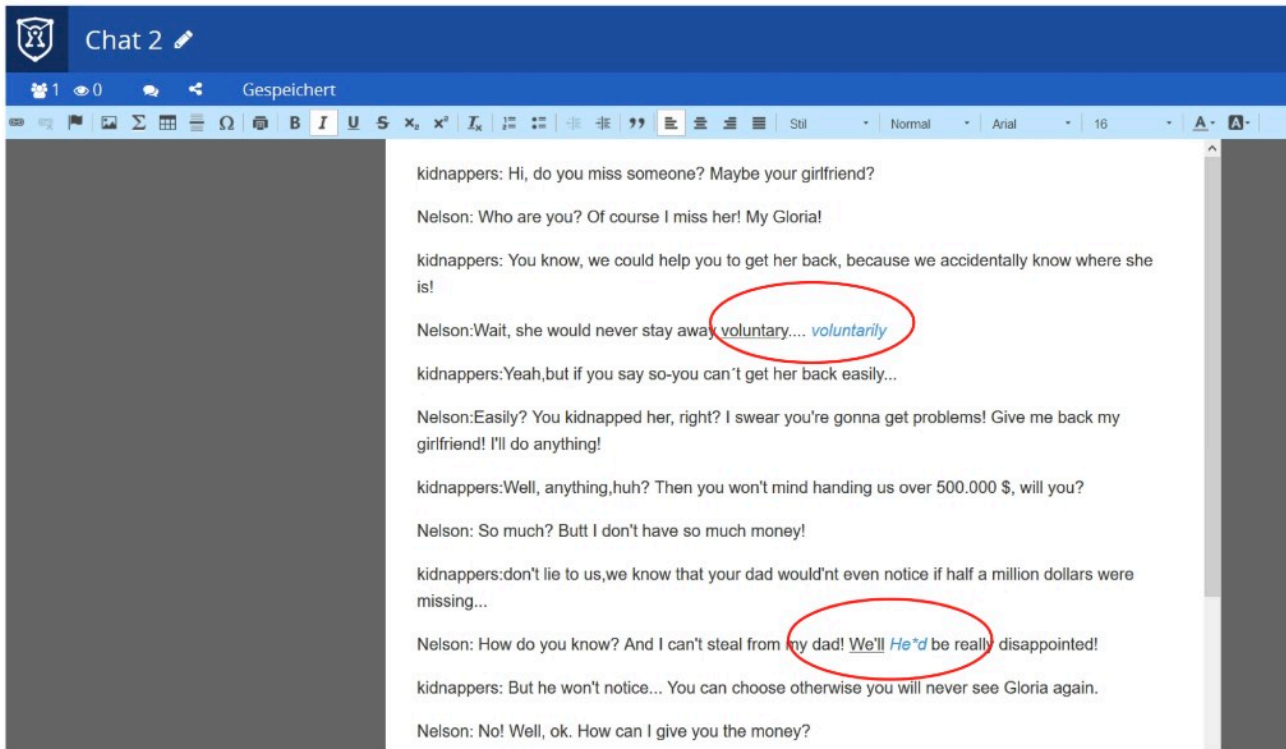 Chat 2
1 0 Gespeichert
Σ Ω B I U S x₂ x² Iₓ Stil Normal Arial 16 A A
kidnappers: Hi, do you miss someone? Maybe your girlfriend?
Nelson: Who are you? Of course I miss her! My Gloria!
kidnappers: You know, we could help you to get her back, because we accidentally know where she
is!
Nelson:Wait, she would never stay away voluntary.... voluntarily
kidnappers:Yeah,but if you say so-you can´t get her back easily...
Nelson:Easily? You kidnapped her, right? I swear you're gonna get problems! Give me back my
girlfriend! I'll do anything!
kidnappers:Well, anything,huh? Then you won't mind handing us over 500.000 $, will you?
Nelson: So much? Butt I don't have so much money!
kidnappers:don't lie to us,we know that your dad would'nt even notice if half a million dollars were
missing...
Nelson: How do you know? And I can't steal from my dad! We'll He*d be really disappointed!
kidnappers: But he won't notice... You can choose otherwise you will never see Gloria again.
Nelson: No! Well, ok. How can I give you the money?